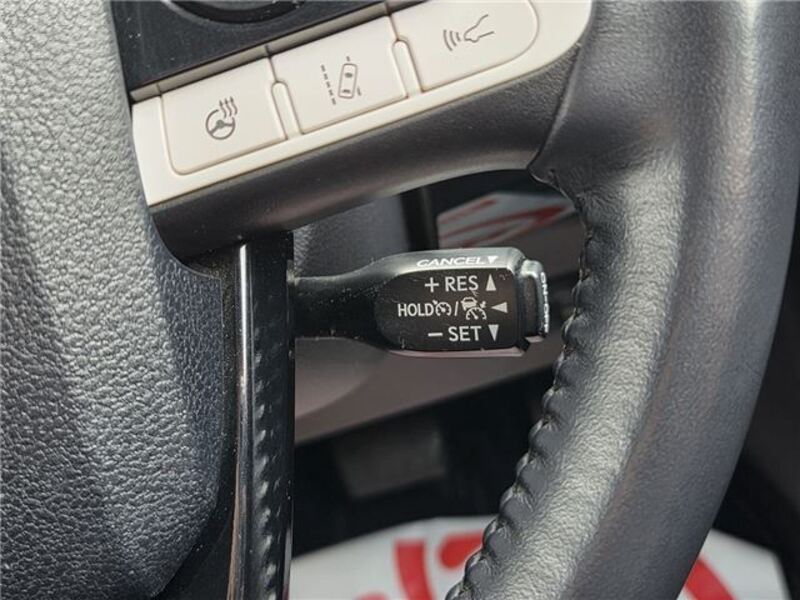 CANCEL▼
+ RES ▲
HOLD / ◀
− SET ▼